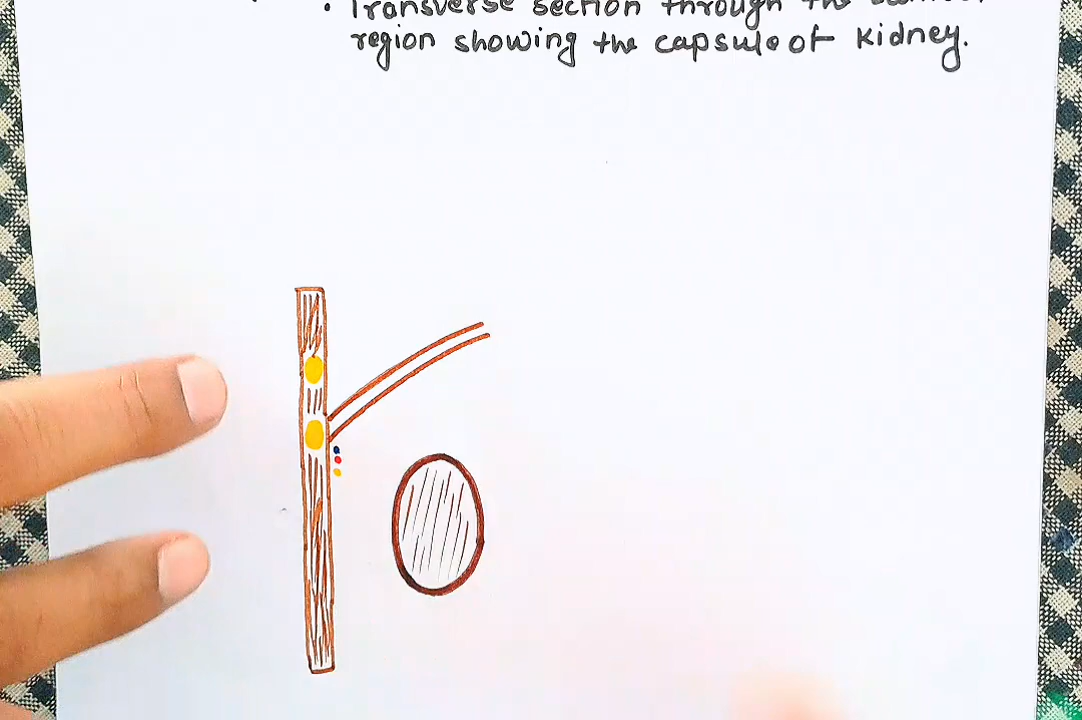 • Transverse section through the
region showing the capsule of kidney.